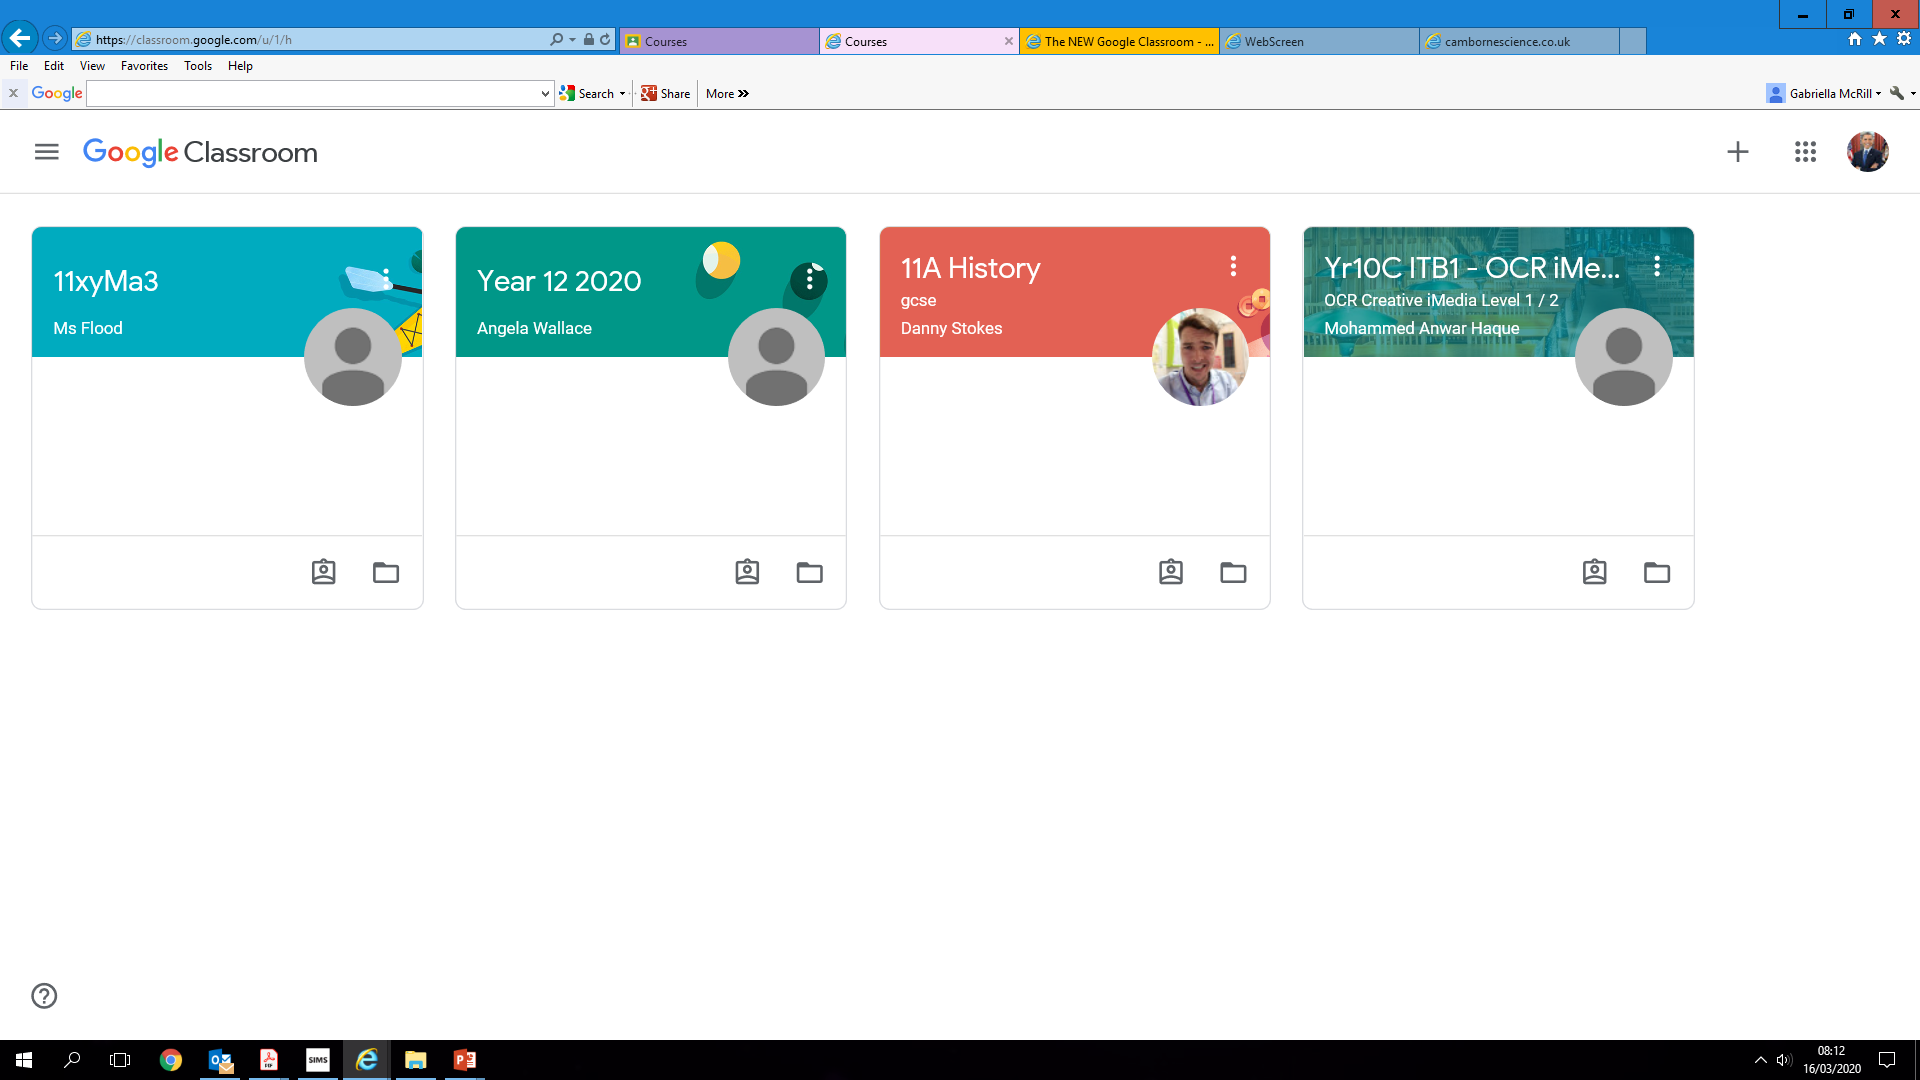 https://classroom.google.com/u/1/h
Courses
Courses
The NEW Google Classroom - ...
WebScreen
cambornescience.co.uk
File Edit View Favorites Tools Help
x Google Search Share More »
Gabriella McRill
Google Classroom
11xyMa3
Ms Flood
Year 12 2020
Angela Wallace
11A History
gcse
Danny Stokes
Yr10C ITB1 - OCR iMe...
OCR Creative iMedia Level 1 / 2
Mohammed Anwar Haque
SIMS
08:12
16/03/2020